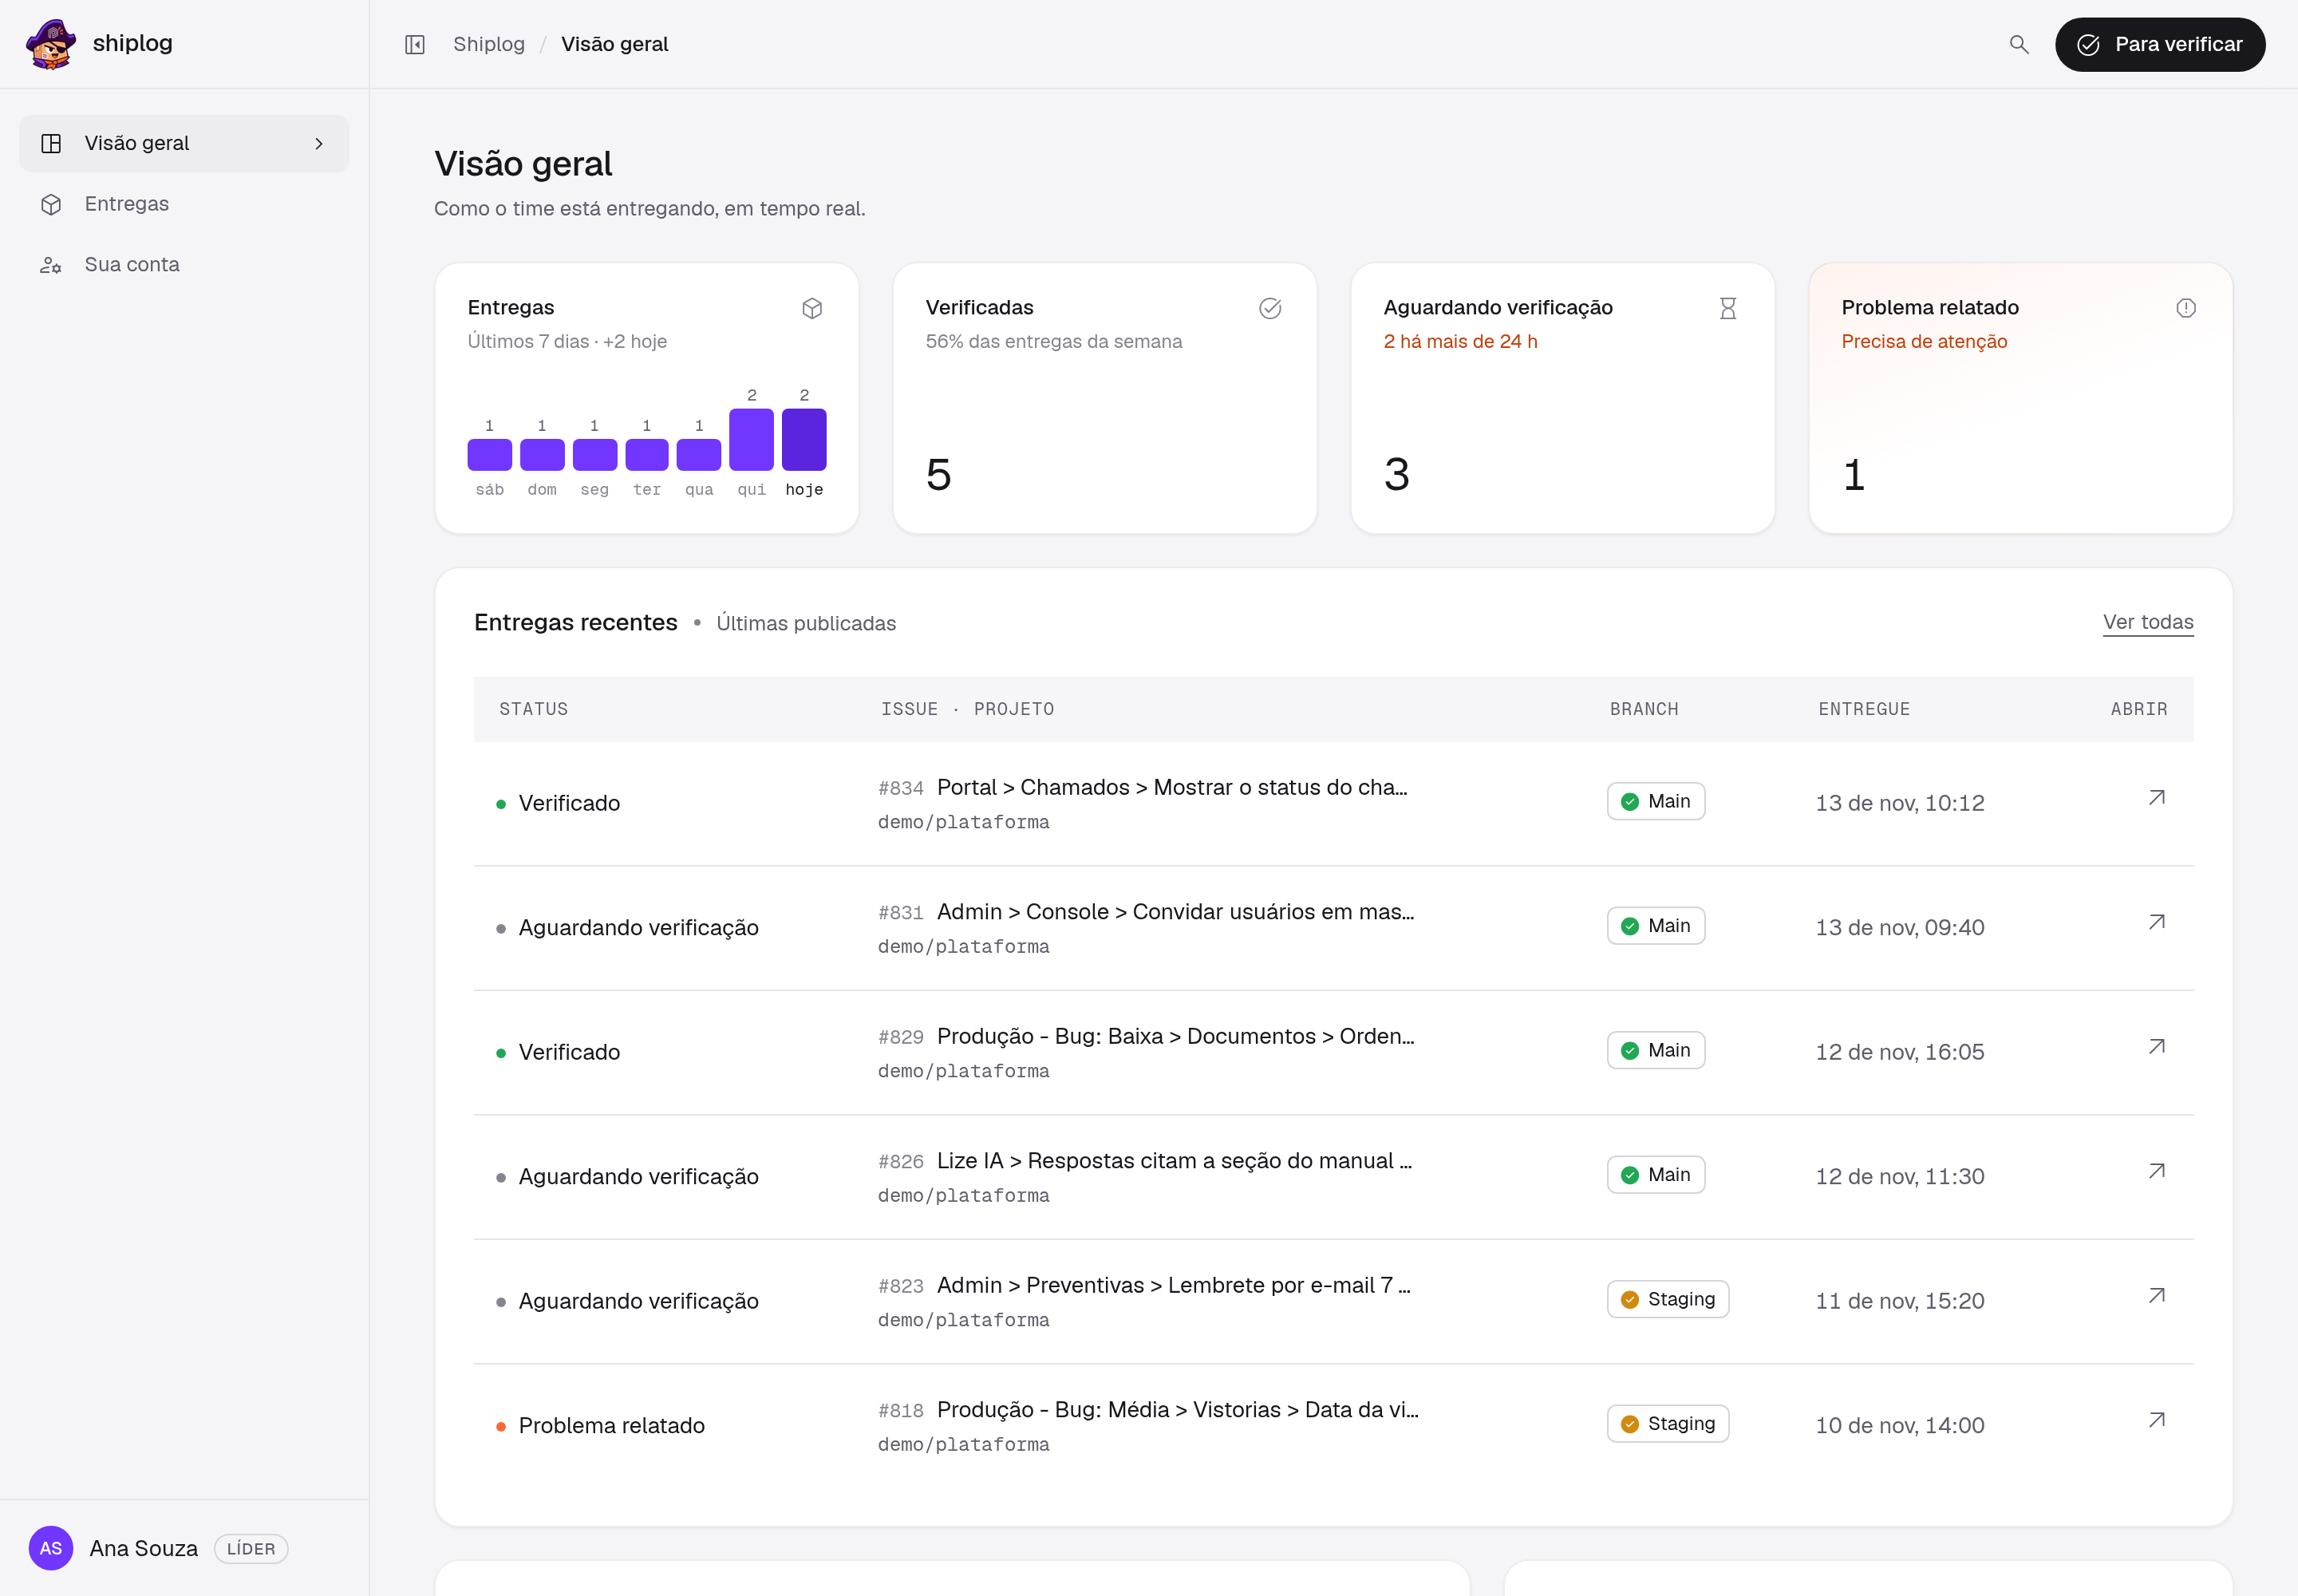 shiplog
Shiplog / Visão geral
Para verificar
Visão geral
Entregas
Sua conta
Visão geral
Como o time está entregando, em tempo real.
Entregas
Últimos 7 dias · +2 hoje
1 1 1 1 1 2 2
sáb dom seg ter qua qui hoje
Verificadas
56% das entregas da semana
5
Aguardando verificação
2 há mais de 24 h
3
Problema relatado
Precisa de atenção
1
Entregas recentes • Últimas publicadas
Ver todas
STATUS ISSUE · PROJETO BRANCH ENTREGUE ABRIR
Verificado #834 Portal > Chamados > Mostrar o status do cha... Main 13 de nov, 10:12
demo/plataforma
Aguardando verificação #831 Admin > Console > Convidar usuários em mas... Main 13 de nov, 09:40
demo/plataforma
Verificado #829 Produção - Bug: Baixa > Documentos > Orden... Main 12 de nov, 16:05
demo/plataforma
Aguardando verificação #826 Lize IA > Respostas citam a seção do manual ... Main 12 de nov, 11:30
demo/plataforma
Aguardando verificação #823 Admin > Preventivas > Lembrete por e-mail 7 ... Staging 11 de nov, 15:20
demo/plataforma
Problema relatado #818 Produção - Bug: Média > Vistorias > Data da vi... Staging 10 de nov, 14:00
demo/plataforma
AS Ana Souza LÍDER